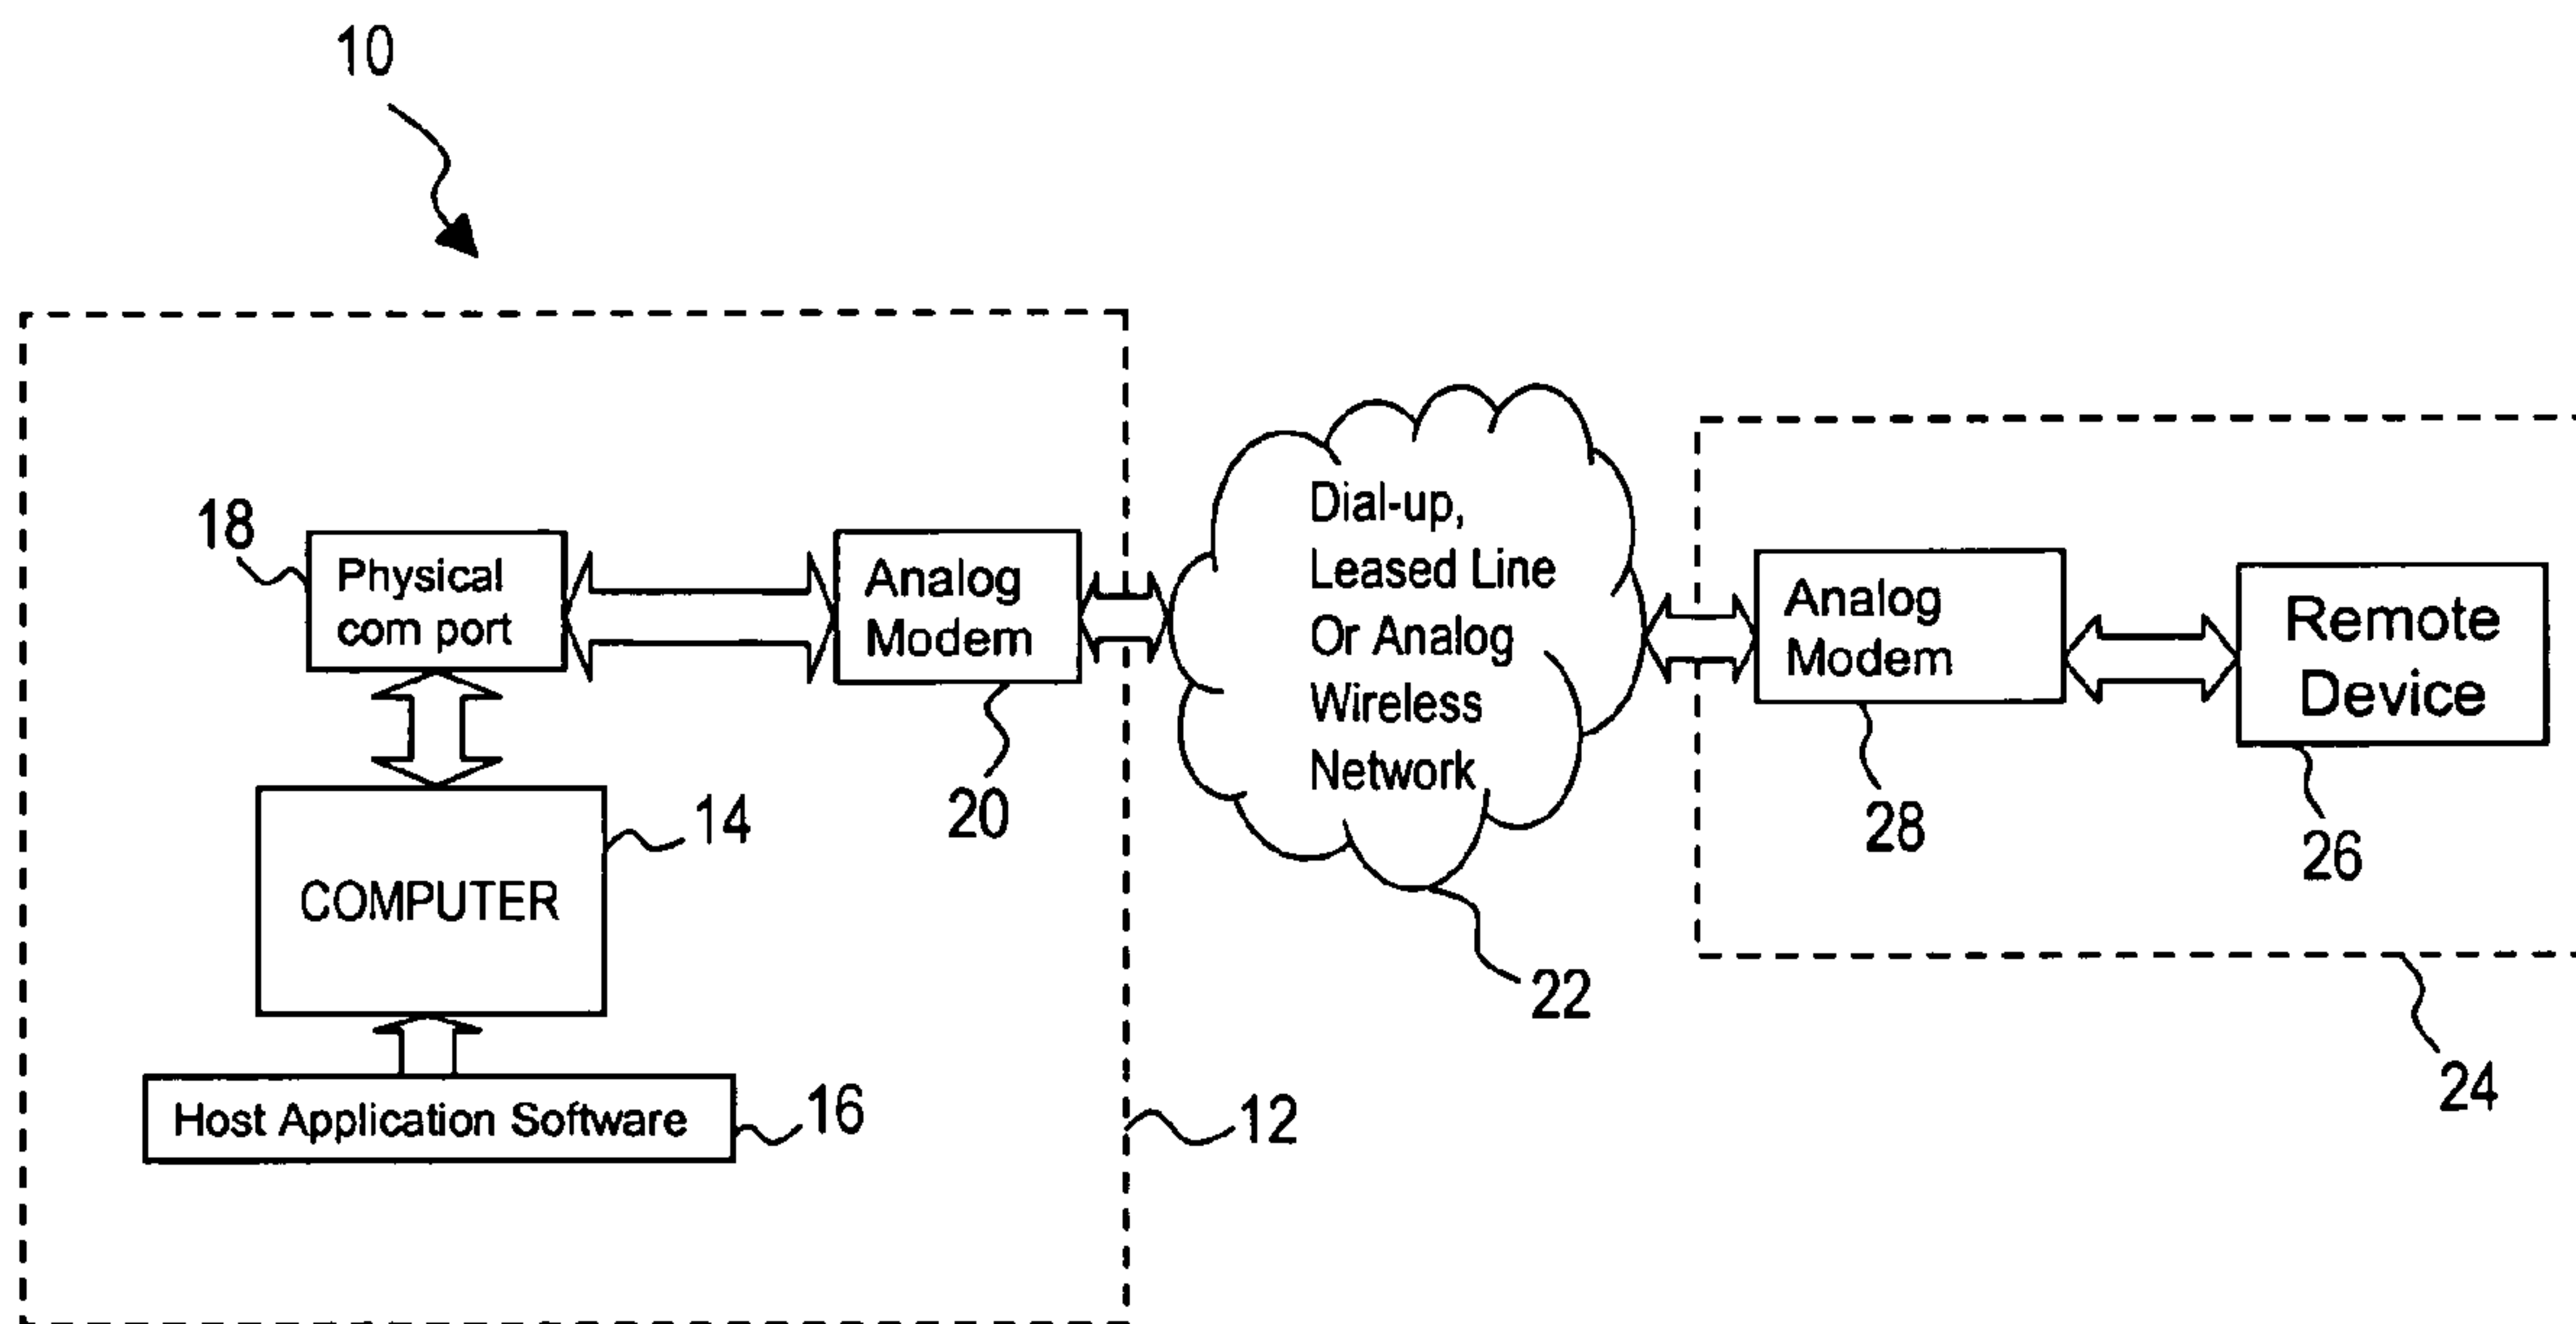 10
18
Physical
com port
Analog
Modem
20
14
COMPUTER
Host Application Software
16
12
Dial-up,
Leased Line
Or Analog
Wireless
Network
22
Analog
Modem
28
Remote
Device
26
24